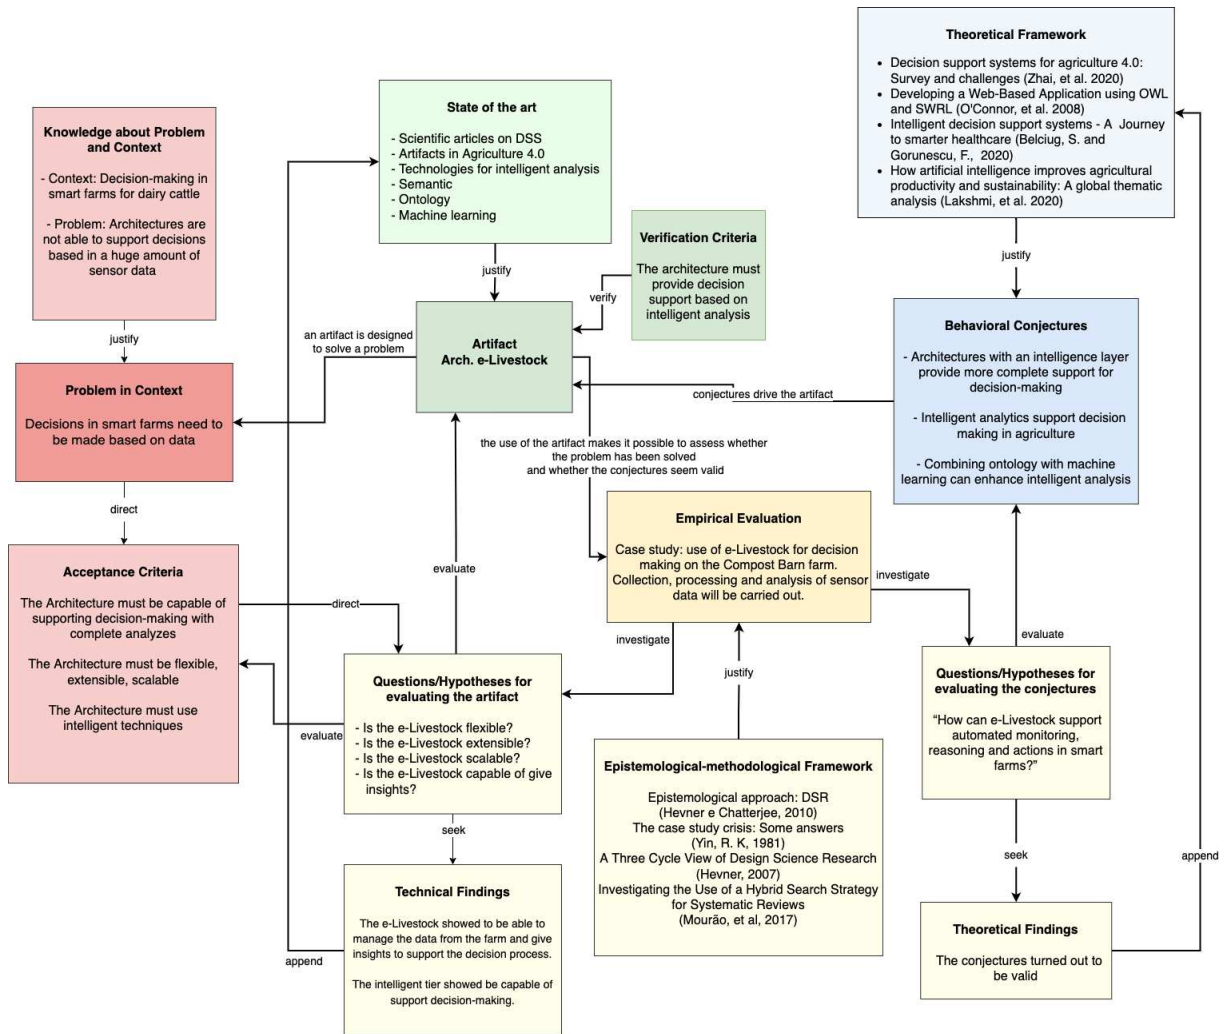 Theoretical Framework
• Decision support systems for agriculture 4.0:
Survey and challenges (Zhai, et al. 2020)
• Developing a Web-Based Application using OWL
and SWRL (O'Connor, et al. 2008)
• Intelligent decision support systems - A Journey
to smarter healthcare (Belciug, S. and
Gorunescu, F., 2020)
• How artificial intelligence improves agricultural
productivity and sustainability: A global thematic
analysis (Lakshmi, et al. 2020)
State of the art
- Scientific articles on DSS
- Artifacts in Agriculture 4.0
- Technologies for intelligent analysis
- Semantic
- Ontology
- Machine learning
Knowledge about Problem
and Context
- Context: Decision-making in
smart farms for dairy cattle
- Problem: Architectures are
not able to support decisions
based in a huge amount of
sensor data
Verification Criteria
The architecture must
provide decision
support based on
intelligent analysis
justify
justify
verify
justify
an artifact is designed
to solve a problem
Artifact
Arch. e-Livestock
Behavioral Conjectures
- Architectures with an intelligence layer
provide more complete support for
decision-making
- Intelligent analytics support decision
making in agriculture
- Combining ontology with machine
learning can enhance intelligent analysis
conjectures drive the artifact
Problem in Context
Decisions in smart farms need to
be made based on data
the use of the artifact makes it possible to assess whether
the problem has been solved
and whether the conjectures seem valid
direct
Empirical Evaluation
Case study: use of e-Livestock for decision
making on the Compost Barn farm.
Collection, processing and analysis of sensor
data will be carried out.
evaluate
investigate
Acceptance Criteria
The Architecture must be capable of
supporting decision-making with
complete analyzes
The Architecture must be flexible,
extensible, scalable
The Architecture must use
intelligent techniques
direct
investigate
evaluate
justify
Questions/Hypotheses for
evaluating the artifact
- Is the e-Livestock flexible?
- Is the e-Livestock extensible?
- Is the e-Livestock scalable?
- Is the e-Livestock capable of give
insights?
evaluate
Questions/Hypotheses for
evaluating the conjectures
“How can e-Livestock support
automated monitoring,
reasoning and actions in smart
farms?”
Epistemological-methodological Framework
Epistemological approach: DSR
(Hevner e Chatterjee, 2010)
The case study crisis: Some answers
(Yin, R. K, 1981)
A Three Cycle View of Design Science Research
(Hevner, 2007)
Investigating the Use of a Hybrid Search Strategy
for Systematic Reviews
(Mourão, et al, 2017)
seek
seek
append
Technical Findings
The e-Livestock showed to be able to
manage the data from the farm and give
insights to support the decision process.
The intelligent tier showed be capable of
support decision-making.
append
Theoretical Findings
The conjectures turned out to
be valid